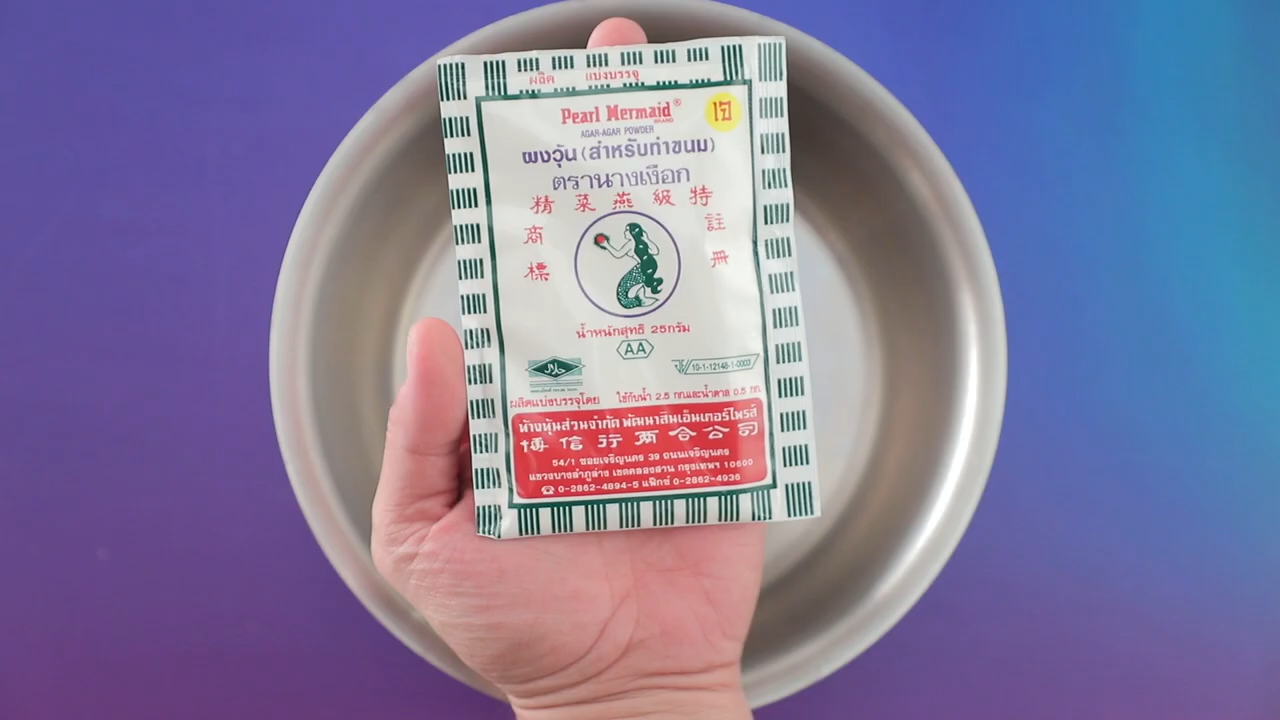 ผลิต แบ่งบรรจุ
Pearl Mermaid®
BRAND
เจ
AGAR-AGAR POWDER
ผงวุ้น (สำหรับทำขนม)
ตรานางเงือก
精 菜 燕 級 特
商 註
標 冊
น้ำหนักสุทธิ 25กรัม
AA
حلال
10-1-12148-1-0003
ผลิตแบ่งบรรจุโดย ใช้กับน้ำ 2.5 กก.และน้ำตาล 0.5 กก.
ห้างหุ้นส่วนจำกัด พัฒนาสินเอ็นเตอร์ไพรส์
博 信 行 兩 合 公 司
54/1 ซอยเจริญนคร 39 ถนนเจริญนคร
แขวงบางลำภูล่าง เขตคลองสาน กรุงเทพฯ 10600
☎ 0-2862-4894-5 แฟ็กซ์ 0-2862-4936